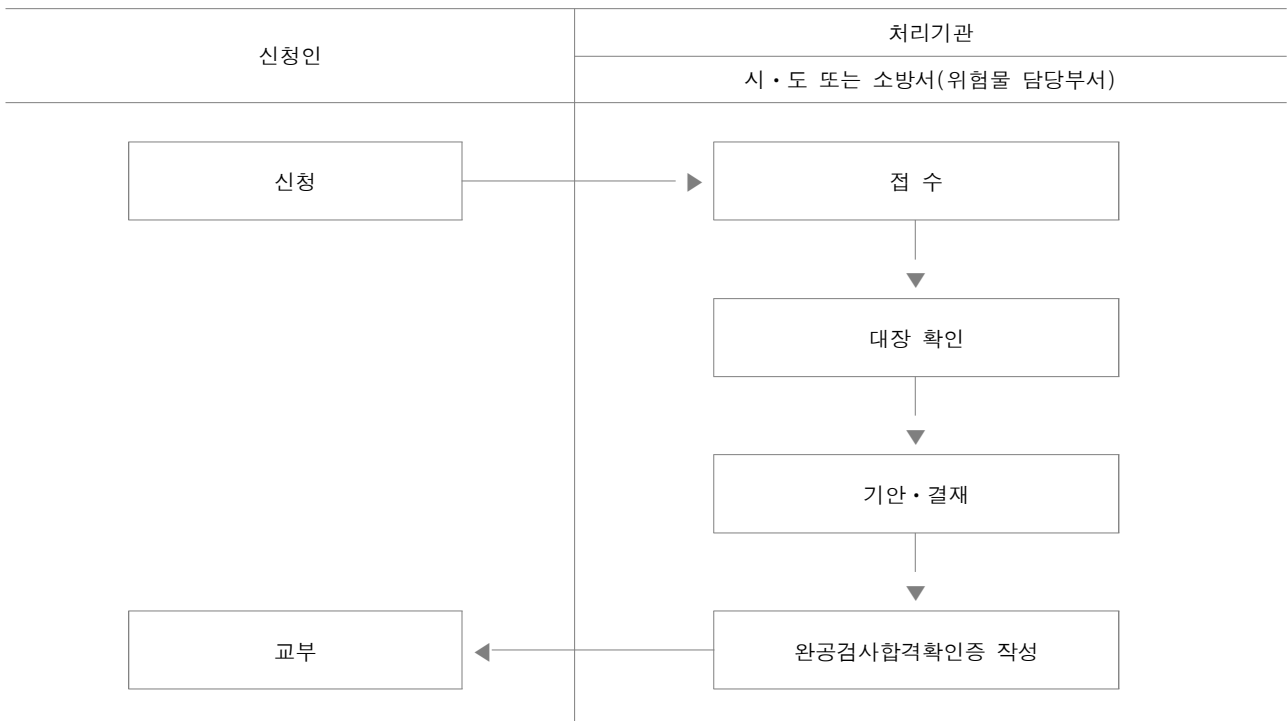 신청인
처리기관
시・도 또는 소방서(위험물 담당부서)
신청
접 수
대장 확인
기안・결재
교부
완공검사합격확인증 작성